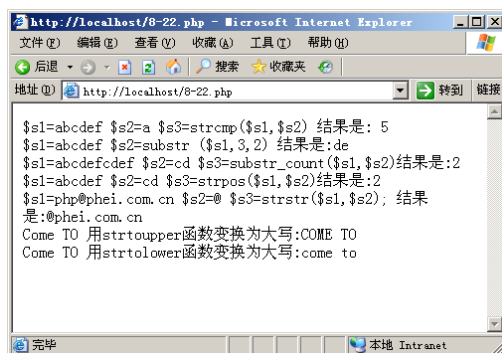 http://localhost/8-22.php - Microsoft Internet Explorer
文件(F) 编辑(E) 查看(V) 收藏(A) 工具(T) 帮助(H)
后退 搜索 收藏夹
地址(D) http://localhost/8-22.php 转到 链接
$s1=abcdef $s2=a $s3=strcmp($s1,$s2) 结果是: 5
$s1=abcdef $s2=substr ($s1,3,2) 结果是:de
$s1=abcdefcdef $s2=cd $s3=substr_count($s1,$s2)结果是:2
$s1=abcdef $s2=cd $s3=strpos($s1,$s2)结果是:2
$s1=php@phei.com.cn $s2=@ $s3=strstr($s1,$s2); 结果
是:@phei.com.cn
Come TO 用strtoupper函数变换为大写:COME TO
Come TO 用strtolower函数变换为大写:come to
完毕 本地 Intranet